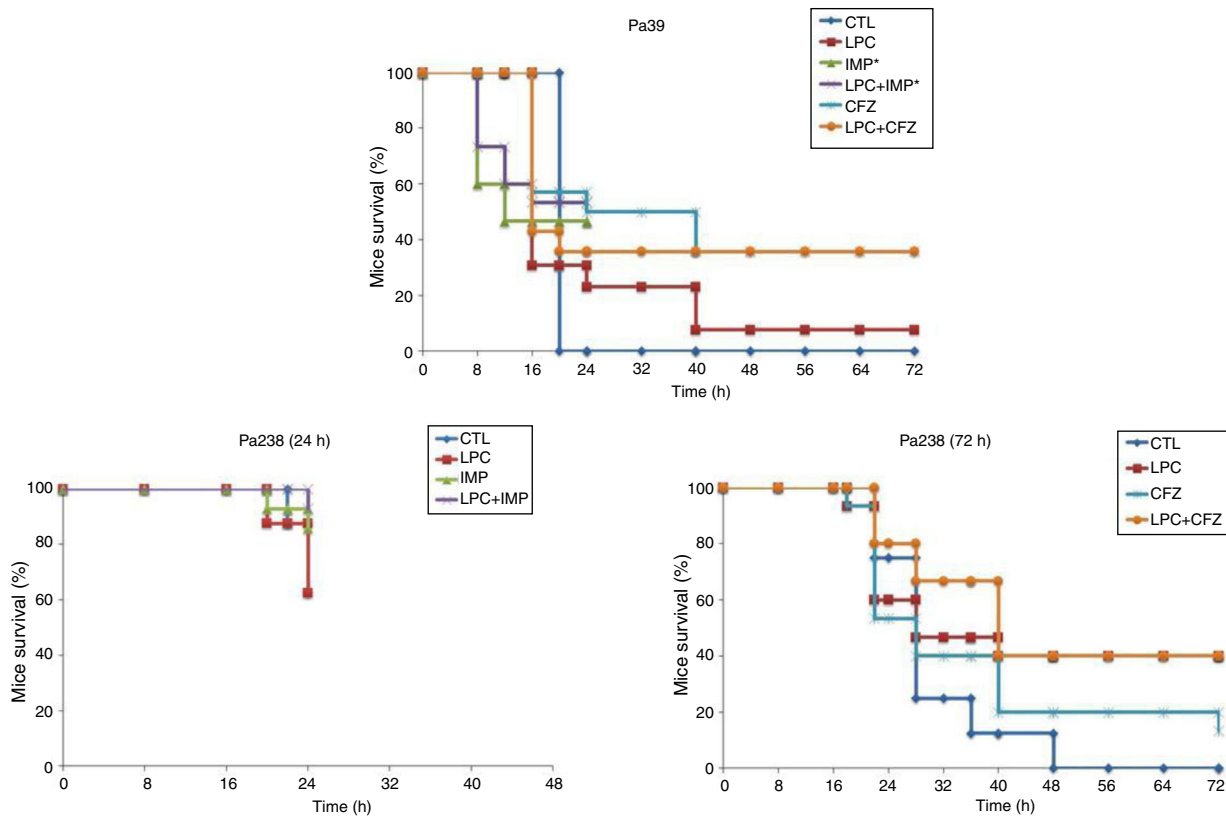 Pa39
CTL
LPC
IMP*
LPC+IMP*
CFZ
LPC+CFZ
Mice survival (%)
100
80
60
40
20
0
0 8 16 24 32 40 48 56 64 72
Time (h)
Pa238 (24 h)
CTL
LPC
IMP
LPC+IMP
Mice survival (%)
100
80
60
40
20
0
0 8 16 24 32 40 48
Time (h)
Pa238 (72 h)
CTL
LPC
CFZ
LPC+CFZ
Mice survival (%)
100
80
60
40
20
0
0 8 16 24 32 40 48 56 64 72
Time (h)